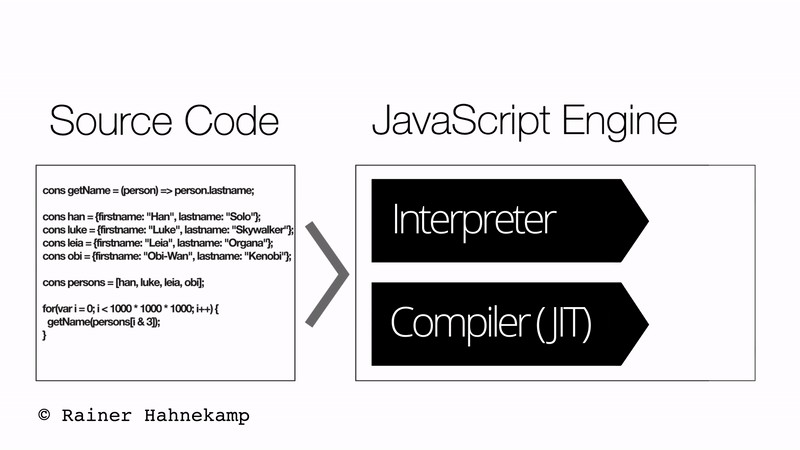 Source Code
cons getName = (person) => person.lastname;
cons han = {firstname: "Han", lastname: "Solo"};
cons luke = {firstname: "Luke", lastname: "Skywalker"};
cons leia = {firstname: "Leia", lastname: "Organa"};
cons obi = {firstname: "Obi-Wan", lastname: "Kenobi"};
cons persons = [han, luke, leia, obi];
for(var i = 0; i < 1000 * 1000 * 1000; i++) {
getName(persons[i & 3]);
}
JavaScript Engine
Interpreter
Compiler (JIT)
© Rainer Hahnekamp